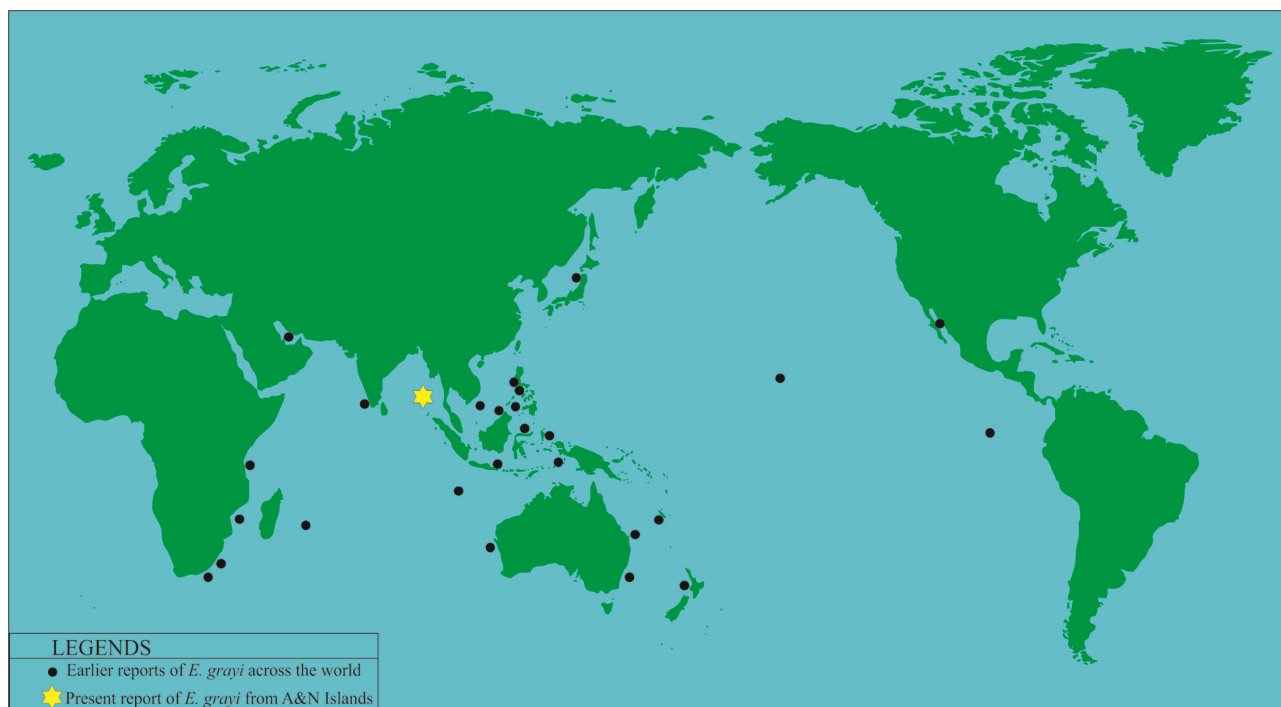 LEGENDS
Earlier reports of E. grayi across the world
Present report of E. grayi from A&N Islands